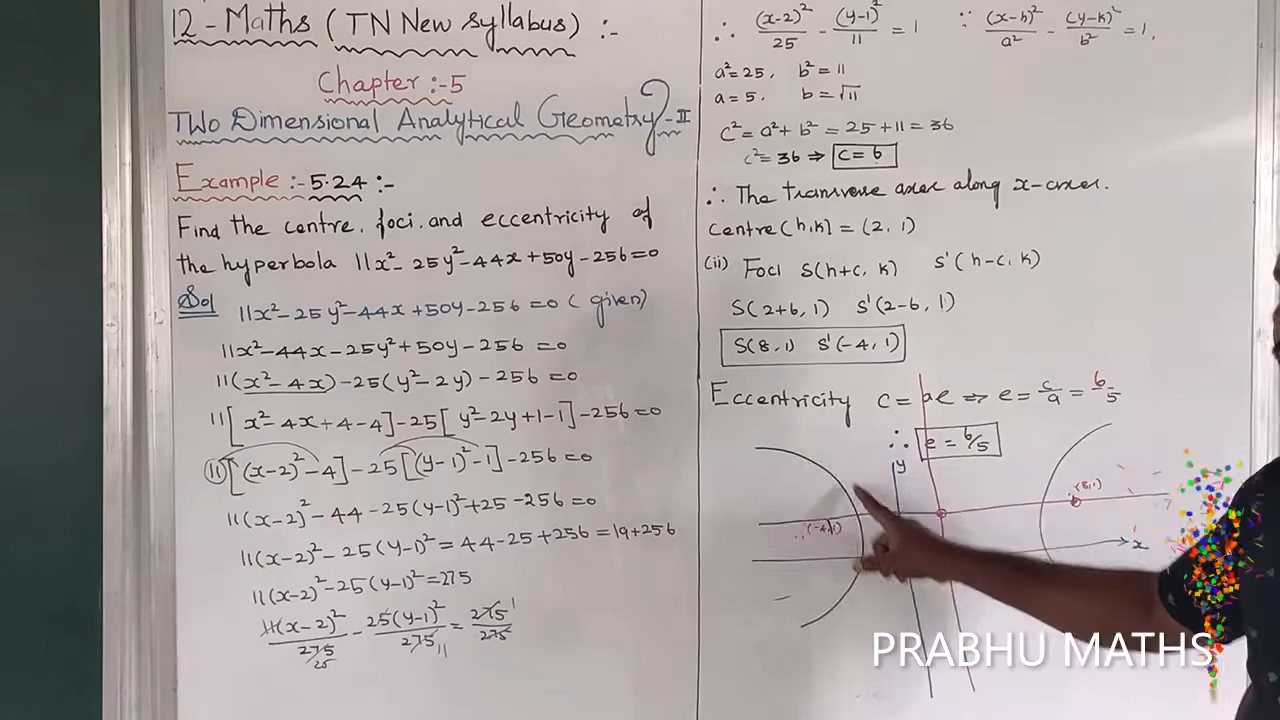 12 - Maths (TN New Syllabus) :-
Chapter :- 5
Two Dimensional Analytical Geometry - II
Example :- 5.24 :-
Find the centre, foci and eccentricity of
the hyperbola 11x² - 25y² - 44x + 50y - 256 = 0
Sol
11x² - 25y² - 44x + 50y - 256 = 0 (given)
11x² - 44x - 25y² + 50y - 256 = 0
11(x² - 4x) - 25(y² - 2y) - 256 = 0
11[x² - 4x + 4 - 4] - 25[y² - 2y + 1 - 1] - 256 = 0
11[(x-2)² - 4] - 25[(y-1)² - 1] - 256 = 0
11(x-2)² - 44 - 25(y-1)² + 25 - 256 = 0
11(x-2)² - 25(y-1)² = 44 - 25 + 256 = 19 + 256
11(x-2)² - 25(y-1)² = 275
11(x-2)²/275 - 25(y-1)²/275 = 275/275
25 11 1
∴ (x-2)²/25 - (y-1)²/11 = 1 ∵ (x-h)²/a² - (y-k)²/b² = 1,
a² = 25, b² = 11
a = 5. b = √11
c² = a² + b² = 25 + 11 = 36
c² = 36 ⇒ c = 6
∴ The transverse axes along x-axes.
Centre (h,k) = (2, 1)
(ii) Foci S(h+c, k) S'(h-c, k)
S(2+6, 1) S'(2-6, 1)
S(8, 1) S'(-4, 1)
Eccentricity c = ae ⇒ e = c/a = 6/5
∴ e = 6/5
y
(8,1)
(-4,1)
x
PRABHU MATHS